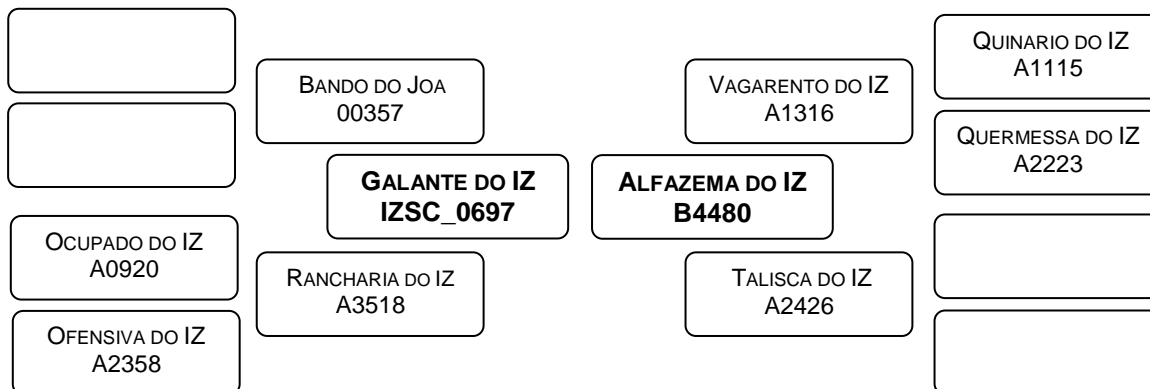 BANDO DO JOA
00357
GALANTE DO IZ
IZSC_0697
OCUPADO DO IZ
A0920
RANCHARIA DO IZ
A3518
OFENSIVA DO IZ
A2358
QUINARIO DO IZ
A1115
VAGARENTO DO IZ
A1316
QUERMESSA DO IZ
A2223
ALFAZEMA DO IZ
B4480
TALISCA DO IZ
A2426